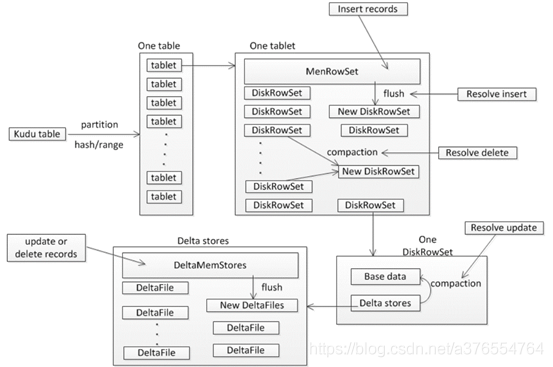 Insert records
One table
One tablet
tablet
MenRowSet
tablet
DiskRowSet
flush
Resolve insert
tablet
DiskRowSet
New DiskRowSet
tablet
DiskRowSet
DiskRowSet
Kudu table
partition
hash/range
compaction
Resolve delete
New DiskRowSet
tablet
DiskRowSet
tablet
DiskRowSet
DiskRowSet
update or
delete records
Delta stores
One
DiskRowSet
Resolve update
DeltaMemStores
Base data
compaction
DeltaFile
flush
New DeltaFiles
Delta stores
DeltaFile
DeltaFile
DeltaFile
DeltaFile
https://blog.csdn.net/a376554764